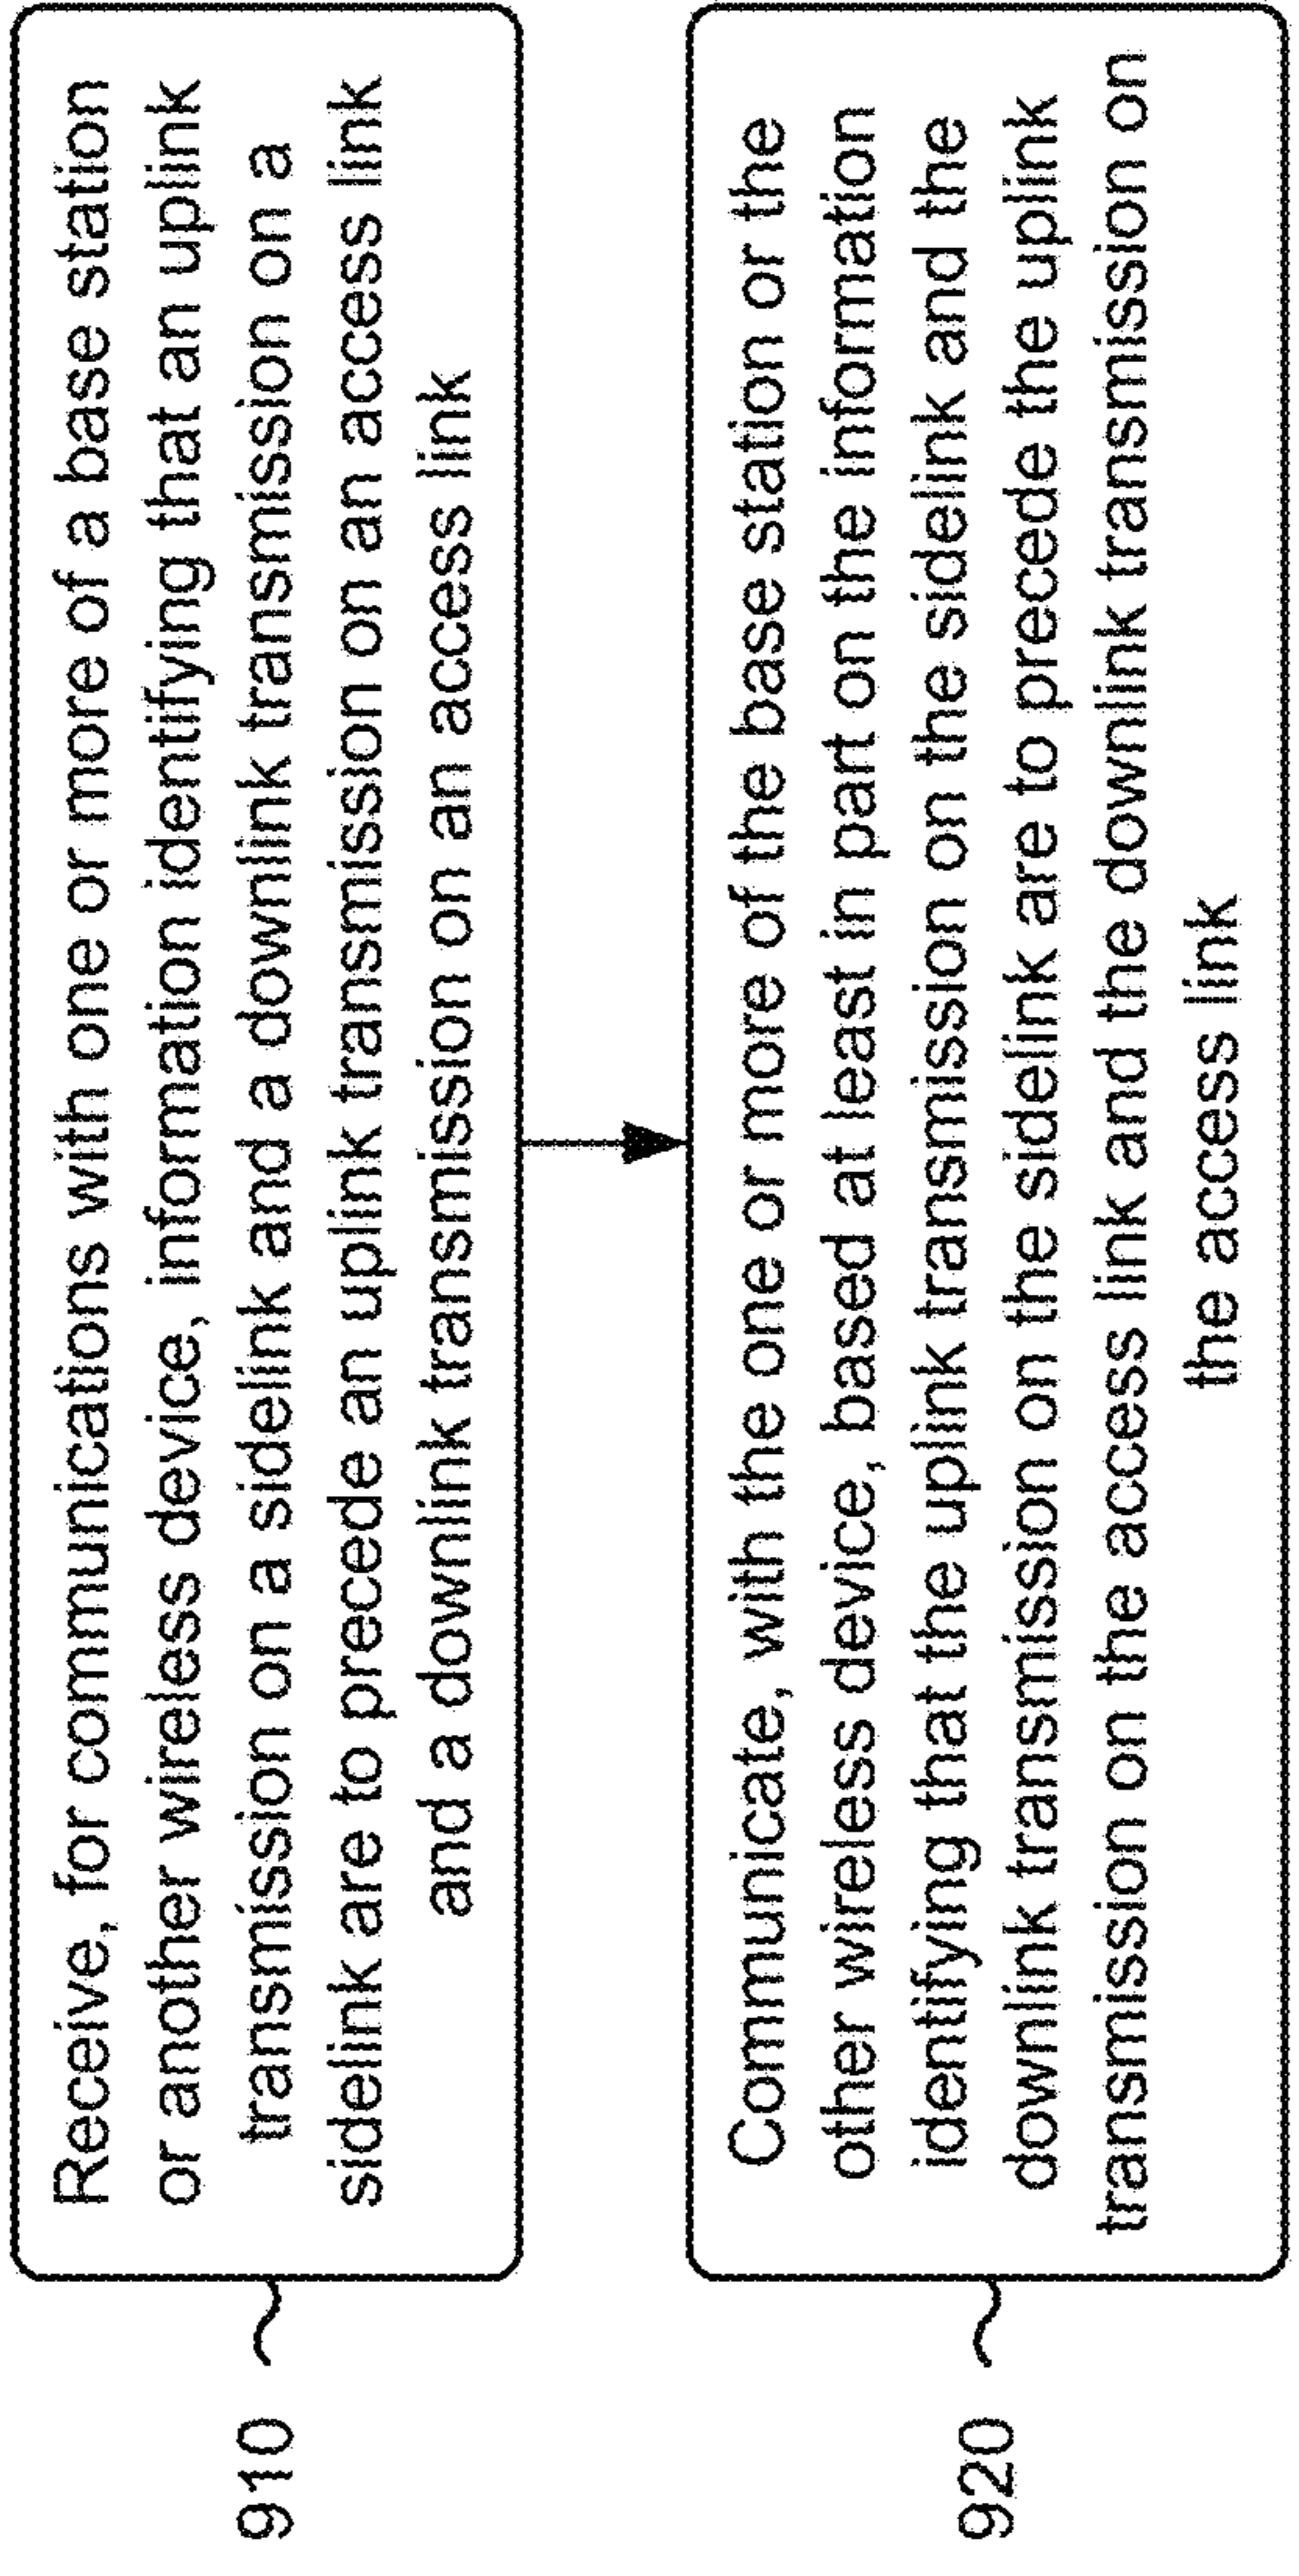 910
Receive, for communications with one or more of a base station
or another wireless device, information identifying that an uplink
transmission on a sidelink and a downlink transmission on a
sidelink are to precede an uplink transmission on an access link
and a downlink transmission on an access link
920
Communicate, with the one or more of the base station or the
other wireless device, based at least in part on the information
identifying that the uplink transmission on the sidelink and the
downlink transmission on the sidelink are to precede the uplink
transmission on the access link and the downlink transmission on
the access link